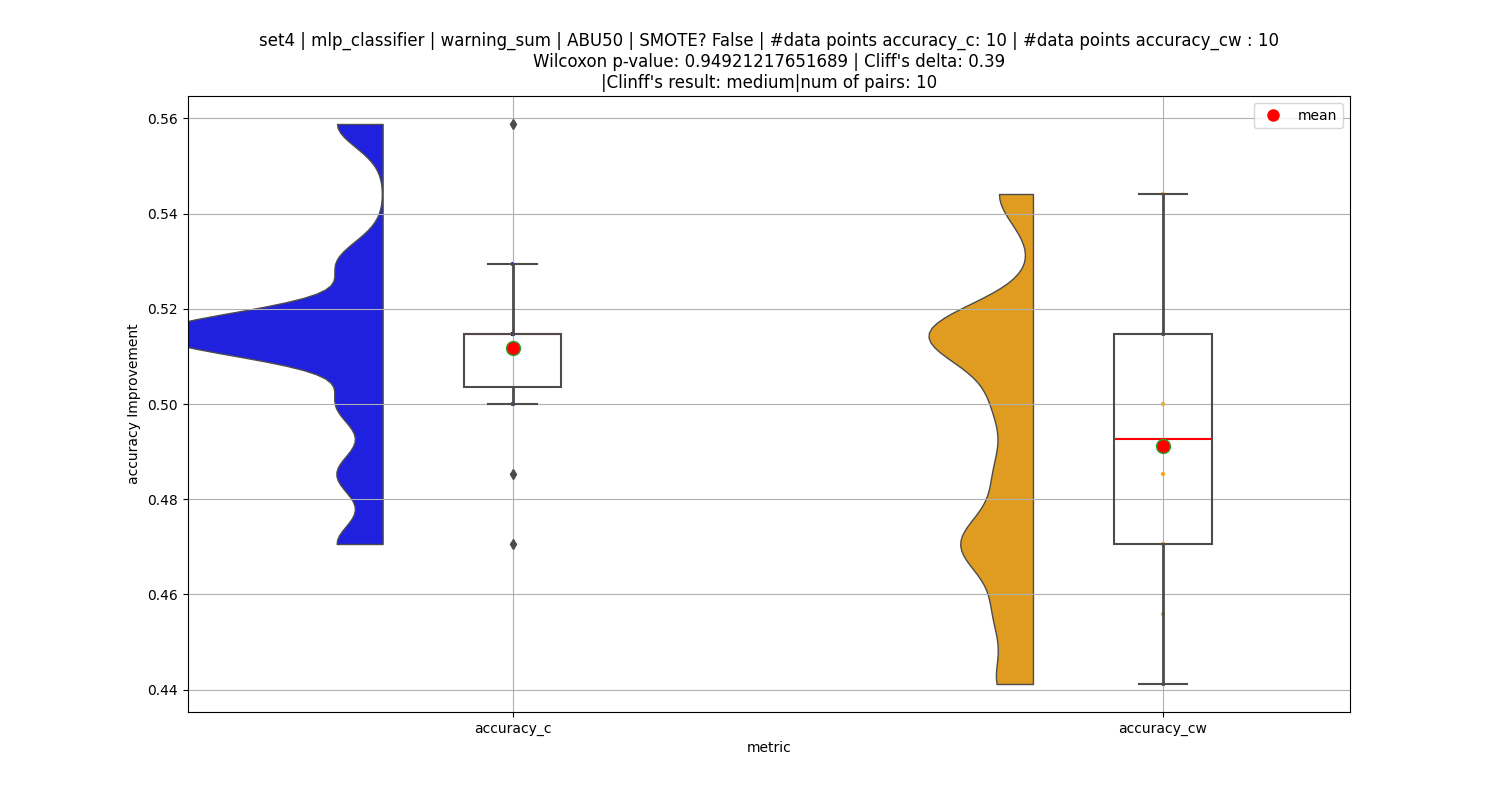 set4 | mlp_classifier | warning_sum | ABU50 | SMOTE? False | #data points accuracy_c: 10 | #data points accuracy_cw : 10
Wilcoxon p-value: 0.94921217651689 | Cliff's delta: 0.39
|Clinff's result: medium|num of pairs: 10
mean
0.56
0.54
0.52
0.50
0.48
0.46
0.44
accuracy Improvement
accuracy_c
accuracy_cw
metric